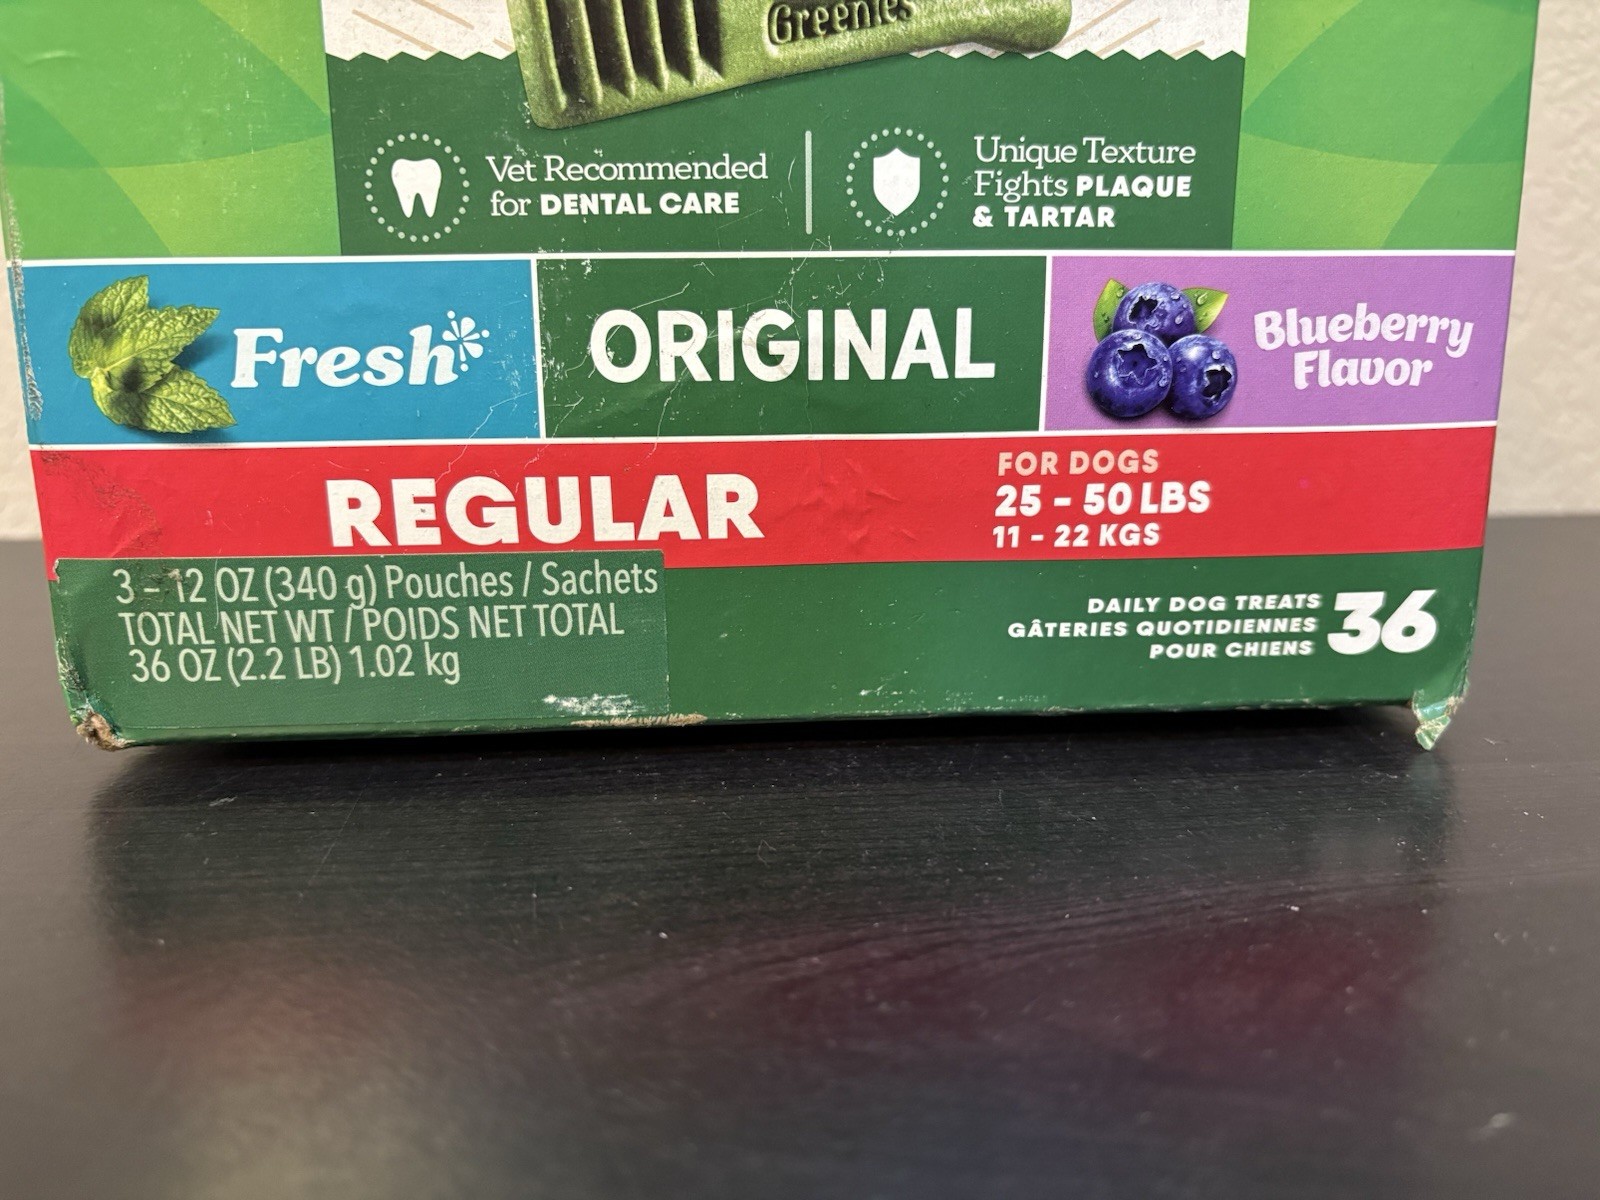 Greenies
Vet Recommended
for DENTAL CARE
Unique Texture
Fights PLAQUE
& TARTAR
Fresh
ORIGINAL
Blueberry
Flavor
REGULAR
FOR DOGS
25 - 50 LBS
11 - 22 KGS
3 - 12 OZ (340 g) Pouches / Sachets
TOTAL NET WT / POIDS NET TOTAL
36 OZ (2.2 LB) 1.02 kg
DAILY DOG TREATS
GÂTERIES QUOTIDIENNES
POUR CHIENS
36